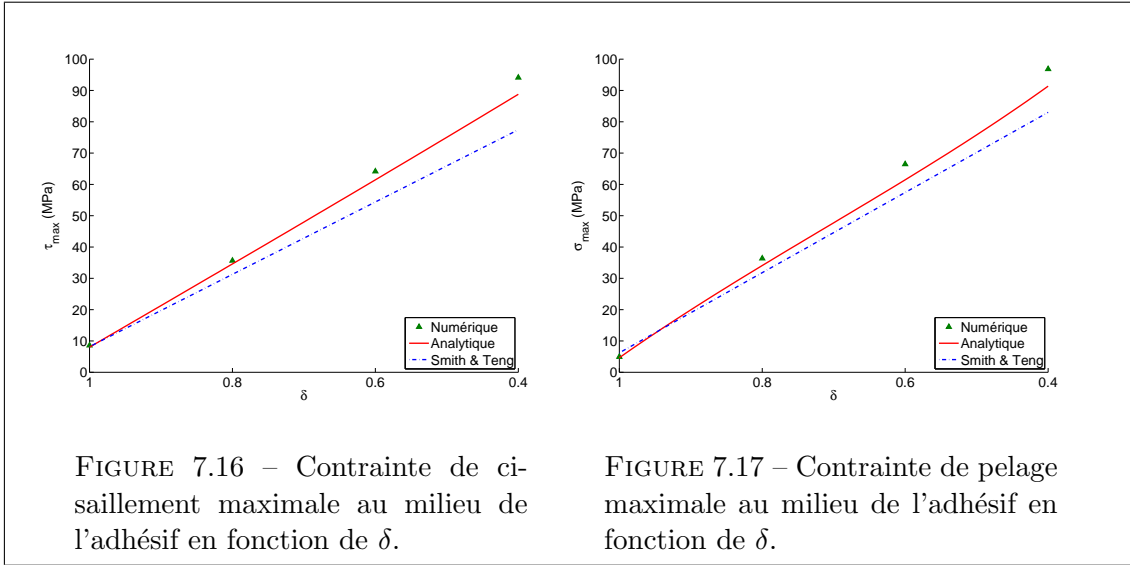 100
90
80
70
60
50
40
30
20
10
0
τmax (MPa)
1
0.8
0.6
0.4
δ
Numérique
Analytique
Smith & Teng
FIGURE 7.16 – Contrainte de ci-
saillement maximale au milieu de
l'adhésif en fonction de δ.
100
90
80
70
60
50
40
30
20
10
0
σmax (MPa)
1
0.8
0.6
0.4
δ
Numérique
Analytique
Smith & Teng
FIGURE 7.17 – Contrainte de pelage
maximale au milieu de l'adhésif en
fonction de δ.